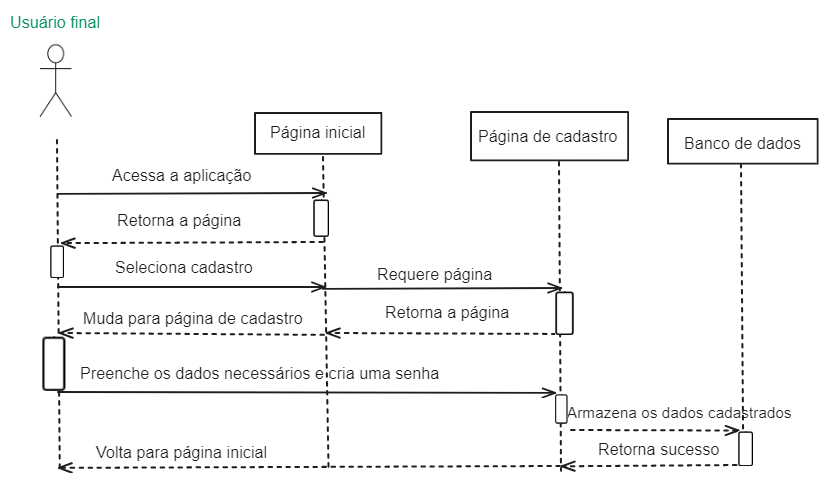 Usuário final
Página inicial
Página de cadastro
Banco de dados
Acessa a aplicação
Retorna a página
Seleciona cadastro
Requere página
Retorna a página
Muda para página de cadastro
Preenche os dados necessários e cria uma senha
Armazena os dados cadastrados
Retorna sucesso
Volta para página inicial